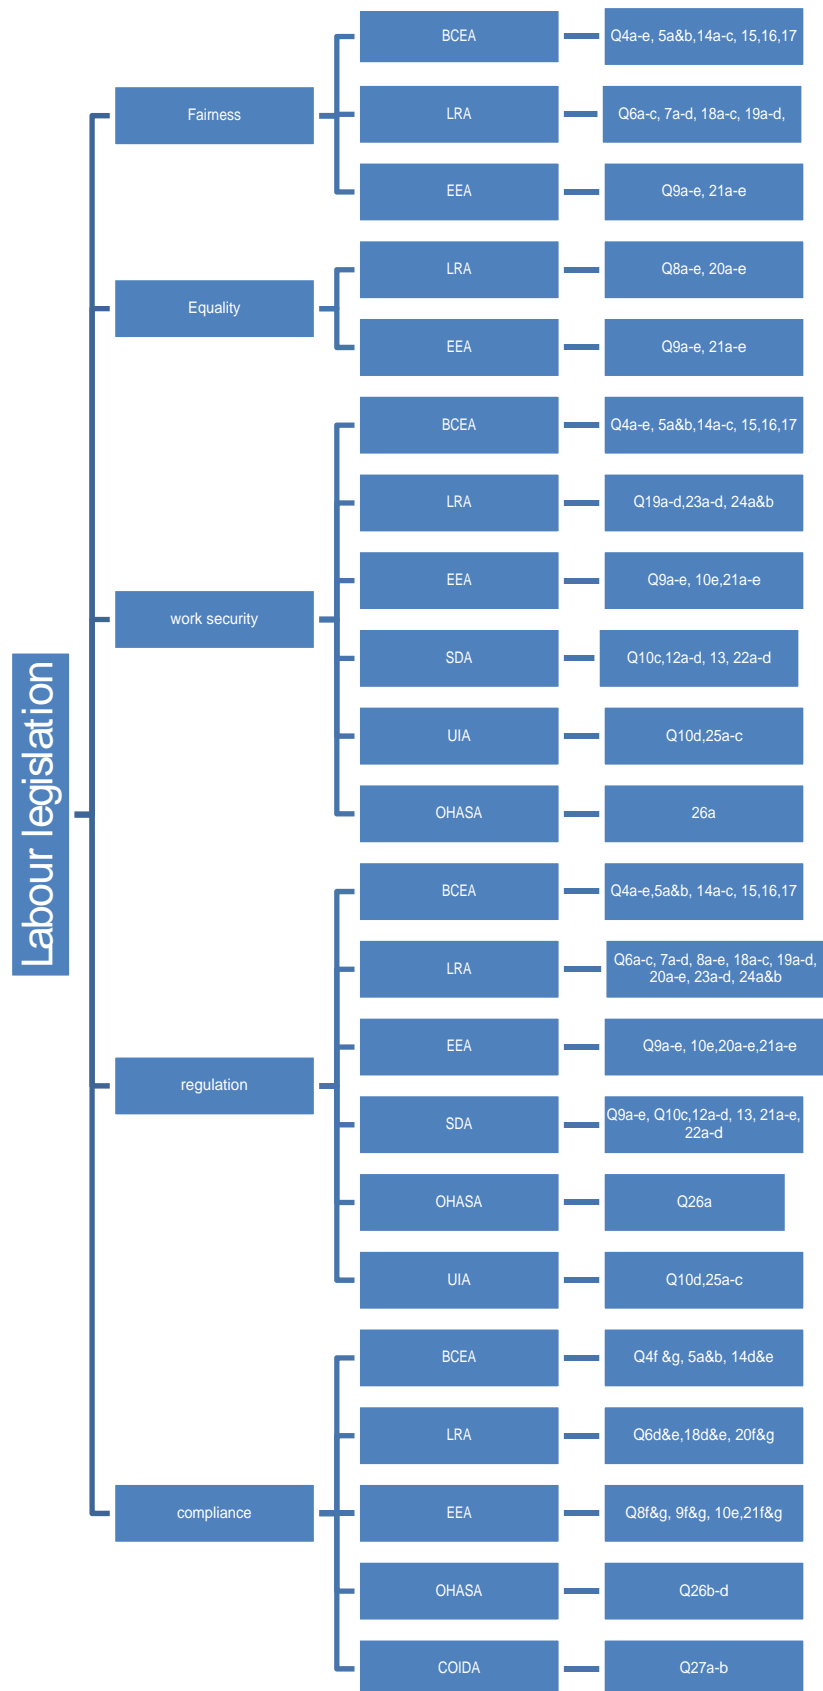 Labour legislation
Fairness
BCEA
Q4a-e, 5a&b,14a-c, 15,16,17
LRA
Q6a-c, 7a-d, 18a-c, 19a-d,
EEA
Q9a-e, 21a-e
Equality
LRA
Q8a-e, 20a-e
EEA
Q9a-e, 21a-e
work security
BCEA
Q4a-e, 5a&b,14a-c, 15,16,17
LRA
Q19a-d,23a-d, 24a&b
EEA
Q9a-e, 10e,21a-e
SDA
Q10c,12a-d, 13, 22a-d
UIA
Q10d,25a-c
OHASA
26a
regulation
BCEA
Q4a-e,5a&b, 14a-c, 15,16,17
LRA
Q6a-c, 7a-d, 8a-e, 18a-c, 19a-d,
20a-e, 23a-d, 24a&b
EEA
Q9a-e, 10e,20a-e,21a-e
SDA
Q9a-e, Q10c,12a-d, 13, 21a-e,
22a-d
OHASA
Q26a
UIA
Q10d,25a-c
compliance
BCEA
Q4f &g, 5a&b, 14d&e
LRA
Q6d&e,18d&e, 20f&g
EEA
Q8f&g, 9f&g, 10e,21f&g
OHASA
Q26b-d
COIDA
Q27a-b